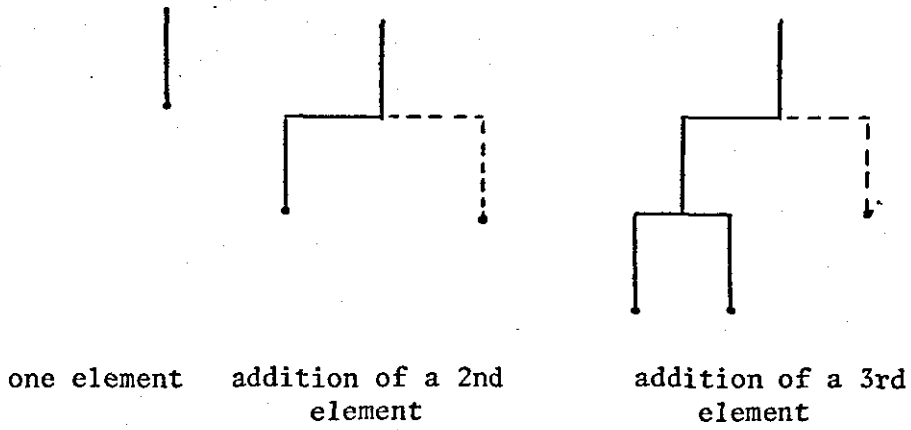 one element
addition of a 2nd
element
addition of a 3rd
element